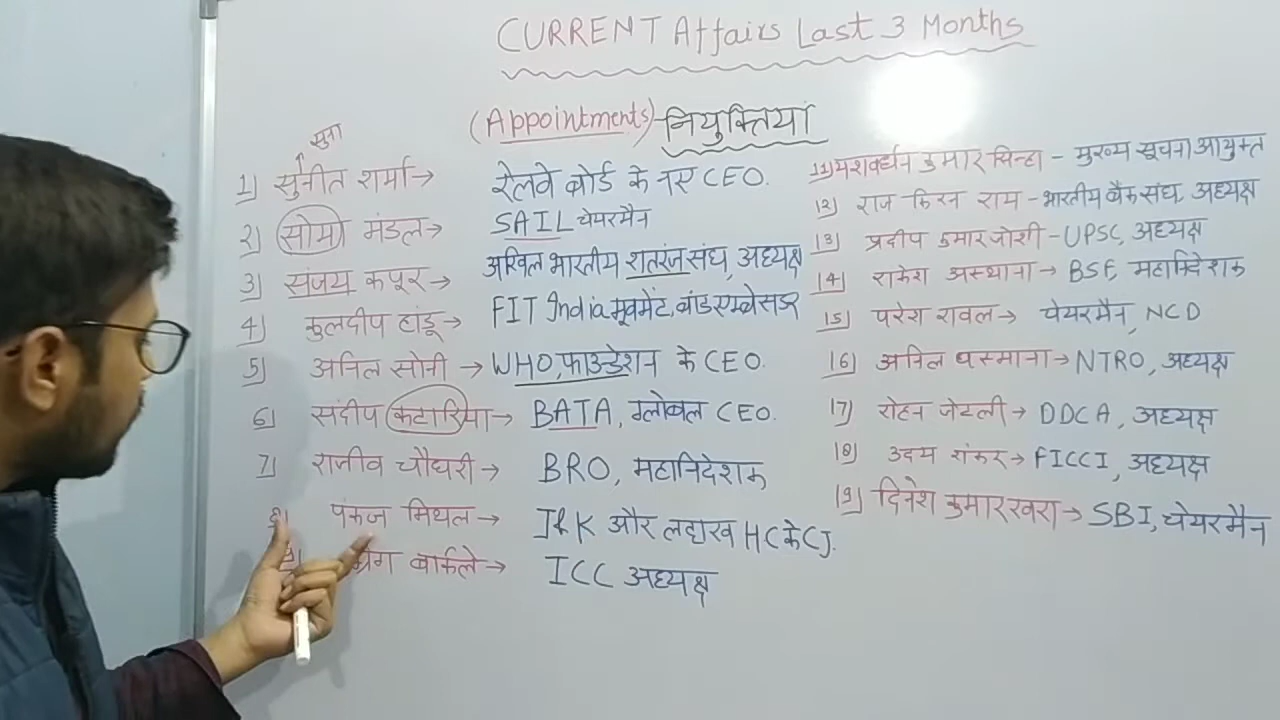 CURRENT Affairs Last 3 Months
(Appointments)-नियुक्तियां
1) सुनीत शर्मा→ रेलवे बोर्ड के नए CEO.
2) सोमा मंडल→ SAIL चेयरमैन
3) संजय कपूर→ अखिल भारतीय शतरंज संघ, अध्यक्ष
4) कुलदीप हांडू→ FIT India मूवमेंट, ब्रांड एम्बेसडर
5) अनिल सोनी→ WHO, फाउंडेशन के CEO.
6) संदीप कटारिया→ BATA, ग्लोबल CEO.
7) राजीव चौधरी→ BRO, महानिदेशक
पंकज मिथल→ J&K और लद्दाख HC के CJ.
बार्कले→ ICC अध्यक्ष
11) यशवर्धन कुमार सिन्हा- मुख्य सूचना आयुक्त
12) राज किरन राय-भारतीय बैंक संघ, अध्यक्ष
13) प्रदीप कुमार जोशी-UPSC, अध्यक्ष
14) राकेश अस्थाना→ BSF, महानिदेशक
15) परेश रावल→ चेयरमैन, NCD
16) अनिल धस्माना→NTRO, अध्यक्ष
17) रोहन जेटली→ DDCA, अध्यक्ष
18) उदय शंकर→ FICCI, अध्यक्ष
19) दिनेश कुमार खरा→SBI, चेयरमैन